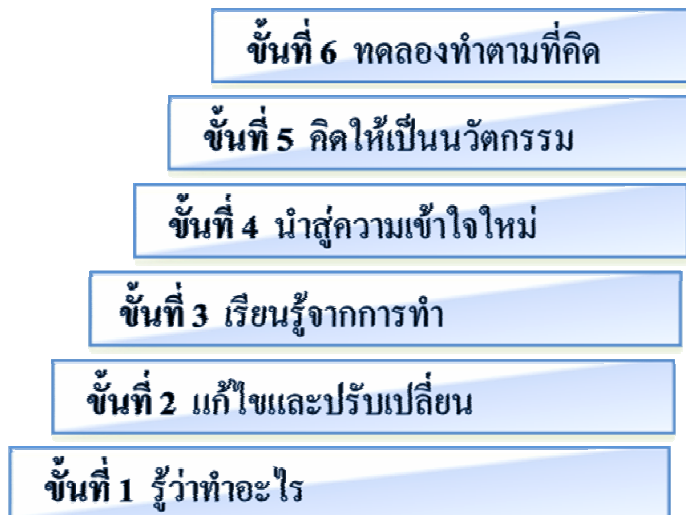 ขั้นที่ 6 ทดลองทำตามที่คิด
ขั้นที่ 5 คิดให้เป็นนวัตกรรม
ขั้นที่ 4 นำสู่ความเข้าใจใหม่
ขั้นที่ 3 เรียนรู้จากการทำ
ขั้นที่ 2 แก้ไขและปรับเปลี่ยน
ขั้นที่ 1 รู้ว่าทำอะไร